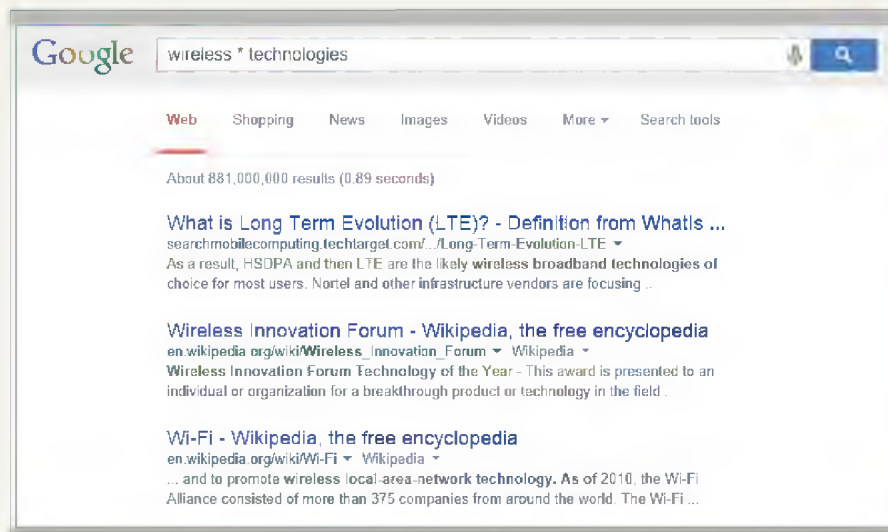 Google wireless * technologies
Web Shopping News Images Videos More Search tools
About 881,000,000 results (0.89 seconds)
What is Long Term Evolution (LTE)? - Definition from WhatIs ...
searchmobilecomputing.techtarget.com/.../Long-Term-Evolution-LTE
As a result, HSDPA and then LTE are the likely wireless broadband technologies of
choice for most users. Nortel and other infrastructure vendors are focusing ...
Wireless Innovation Forum - Wikipedia, the free encyclopedia
en.wikipedia.org/wiki/Wireless_Innovation_Forum Wikipedia
Wireless Innovation Forum Technology of the Year - This award is presented to an
individual or organization for a breakthrough product or technology in the field .
Wi-Fi - Wikipedia, the free encyclopedia
en.wikipedia.org/wiki/Wi-Fi Wikipedia
... and to promote wireless local-area-network technology. As of 2010, the Wi-Fi
Alliance consisted of more than 375 companies from around the world. The Wi-Fi ...